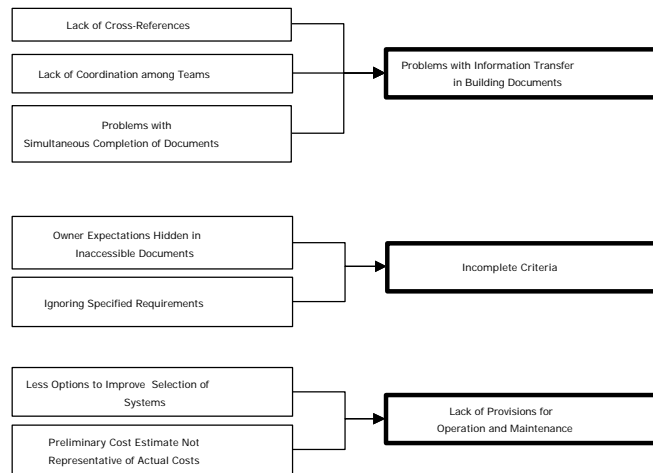 Lack of Cross-References
Lack of Coordination among Teams
Problems with
Simultaneous Completion of Documents
Problems with Information Transfer
in Building Documents
Owner Expectations Hidden in
Inaccessible Documents
Ignoring Specified Requirements
Incomplete Criteria
Less Options to Improve Selection of
Systems
Preliminary Cost Estimate Not
Representative of Actual Costs
Lack of Provisions for
Operation and Maintenance